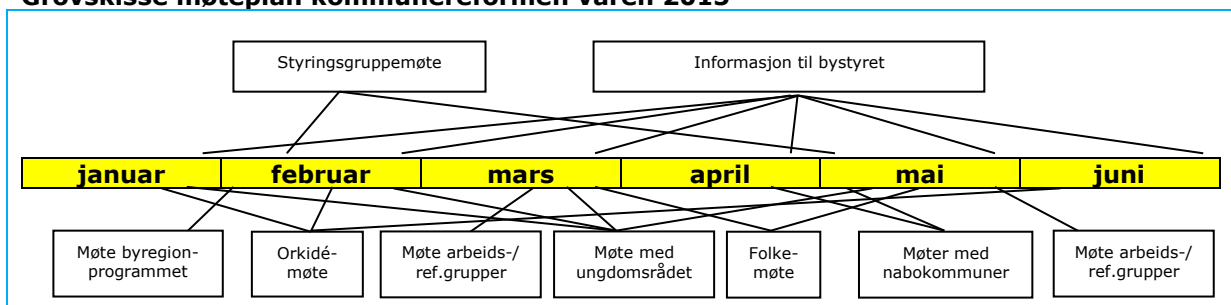 Grovskisse møteplan kommunereformen våren 2015
Styringsgruppemøte
Informasjon til bystyret
januar februar mars april mai juni
Møte byregion-
programmet
Orkidé-
møte
Møte arbeids-/
ref.grupper
Møte med
ungdomsrådet
Folke-
møte
Møter med
nabokommuner
Møte arbeids-/
ref.grupper